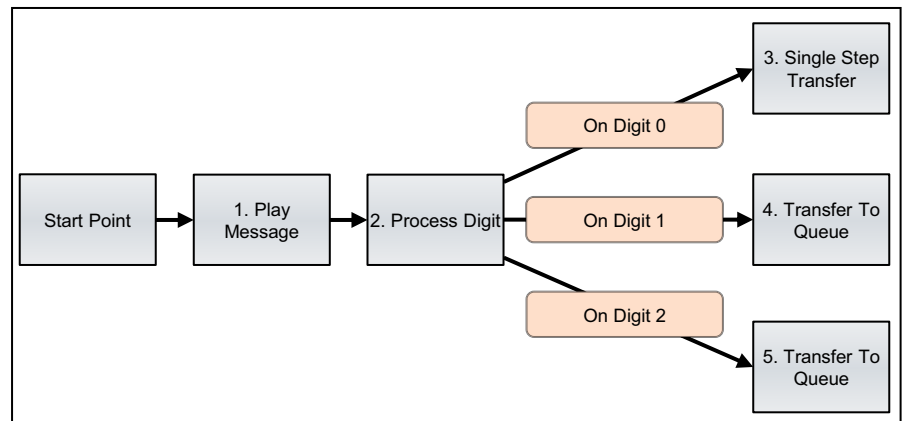 Start Point
1. Play
Message
2. Process Digit
On Digit 0
On Digit 1
On Digit 2
3. Single Step
Transfer
4. Transfer To
Queue
5. Transfer To
Queue